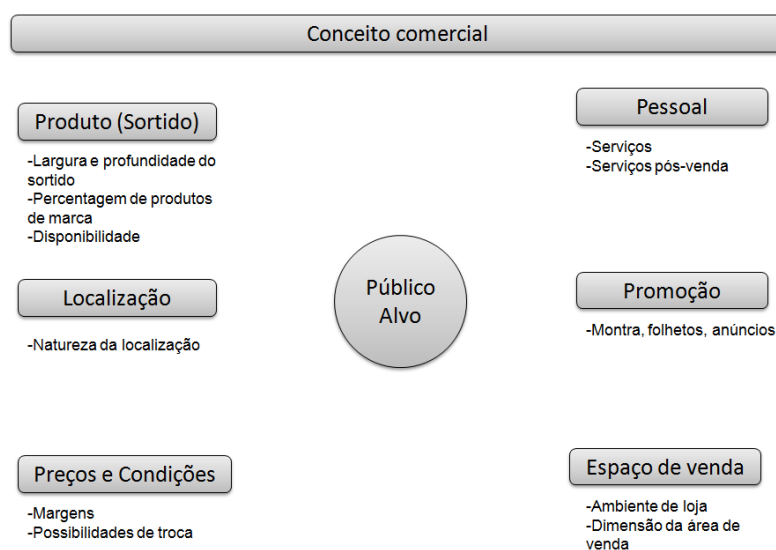 Conceito comercial
Produto (Sortido)
-Largura e profundidade do
sortido
-Percentagem de produtos
de marca
-Disponibilidade
Localização
-Natureza da localização
Preços e Condições
-Margens
-Possibilidades de troca
Público
Alvo
Pessoal
-Serviços
-Serviços pós-venda
Promoção
-Montra, folhetos, anúncios
Espaço de venda
-Ambiente de loja
-Dimensão da área de
venda